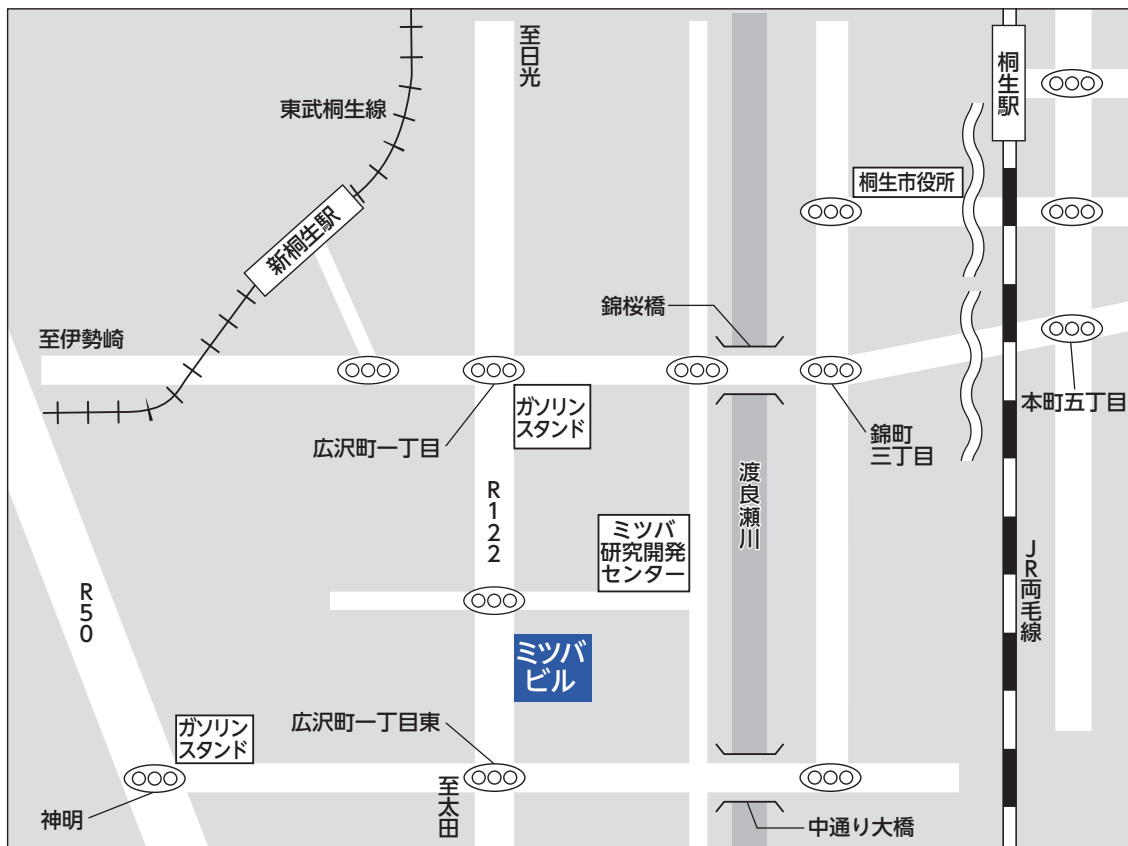 至日光
桐生駅
東武桐生線
桐生市役所
新桐生駅
錦桜橋
至伊勢崎
ガソリン
スタンド
本町五丁目
広沢町一丁目
錦町
三丁目
渡良瀬川
R122
ミツバ
研究開発
センター
JR両毛線
R50
ミツバ
ビル
広沢町一丁目東
ガソリン
スタンド
至太田
神明
中通り大橋